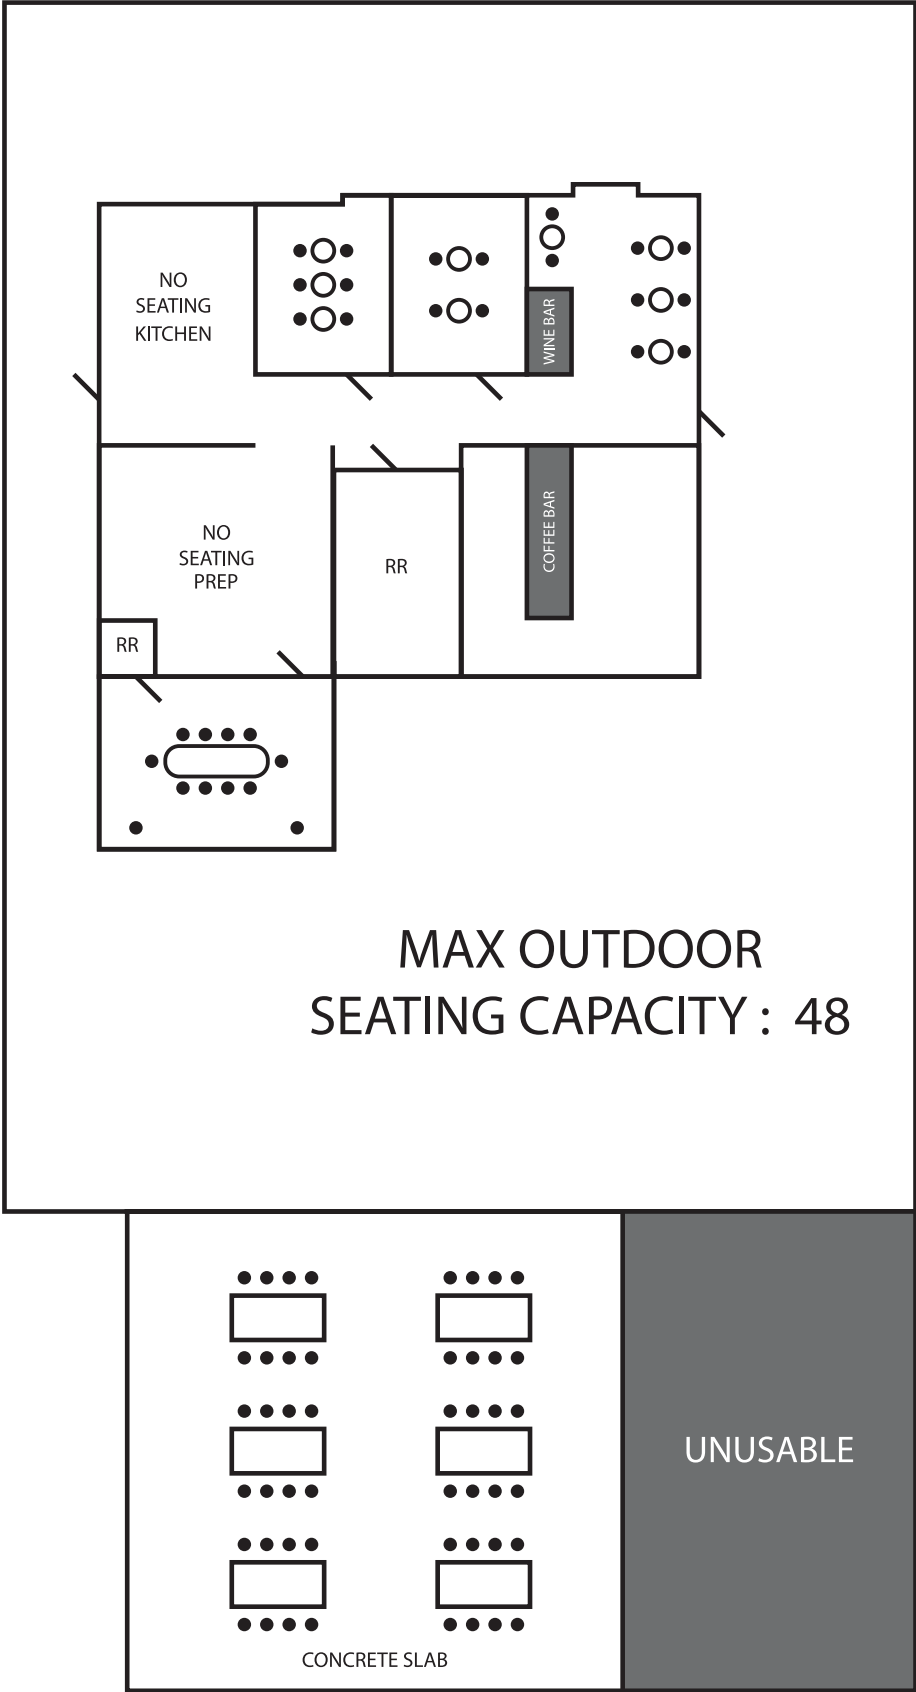 NO
SEATING
KITCHEN
WINE BAR
NO
SEATING
PREP
RR
COFFEE BAR
RR
MAX OUTDOOR
SEATING CAPACITY : 48
UNUSABLE
CONCRETE SLAB